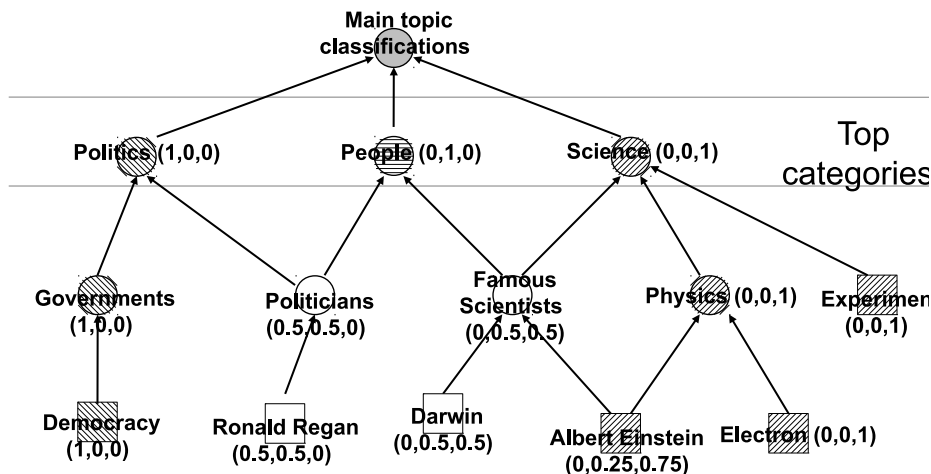 Main topic
classifications
Politics (1,0,0)
People (0,1,0)
Science (0,0,1)
Top
categories
Governments
(1,0,0)
Politicians
(0.5,0.5,0)
Famous
Scientists
(0,0.5,0.5)
Physics (0,0,1)
Experimen
(0,0,1)
Democracy
(1,0,0)
Ronald Regan
(0.5,0.5,0)
Darwin
(0,0.5,0.5)
Albert Einstein
(0,0.25,0.75)
Electron (0,0,1)